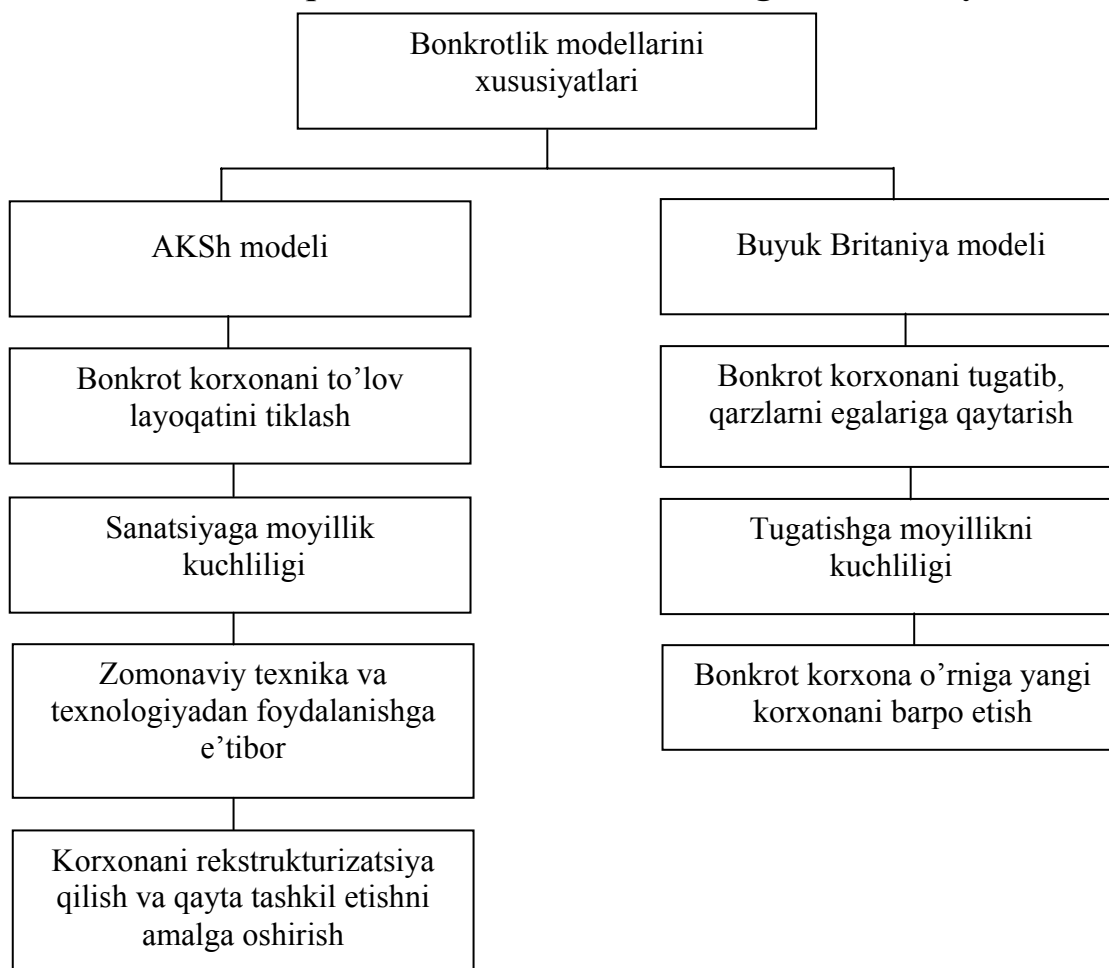 Bonkrotlik modellarini
xususiyatlari
AKSh modeli
Bonkrot korxonani to’lov
layoqatini tiklash
Sanatsiyaga moyillik
kuchliligi
Zomonaviy texnika va
texnologiyadan foydalanishga
e’tibor
Korxonani rekstrukturizatsiya
qilish va qayta tashkil etishni
amalga oshirish
Buyuk Britaniya modeli
Bonkrot korxonani tugatib,
qarzlarni egalariga qaytarish
Tugatishga moyillikni
kuchliligi
Bonkrot korxona o’rniga yangi
korxonani barpo etish